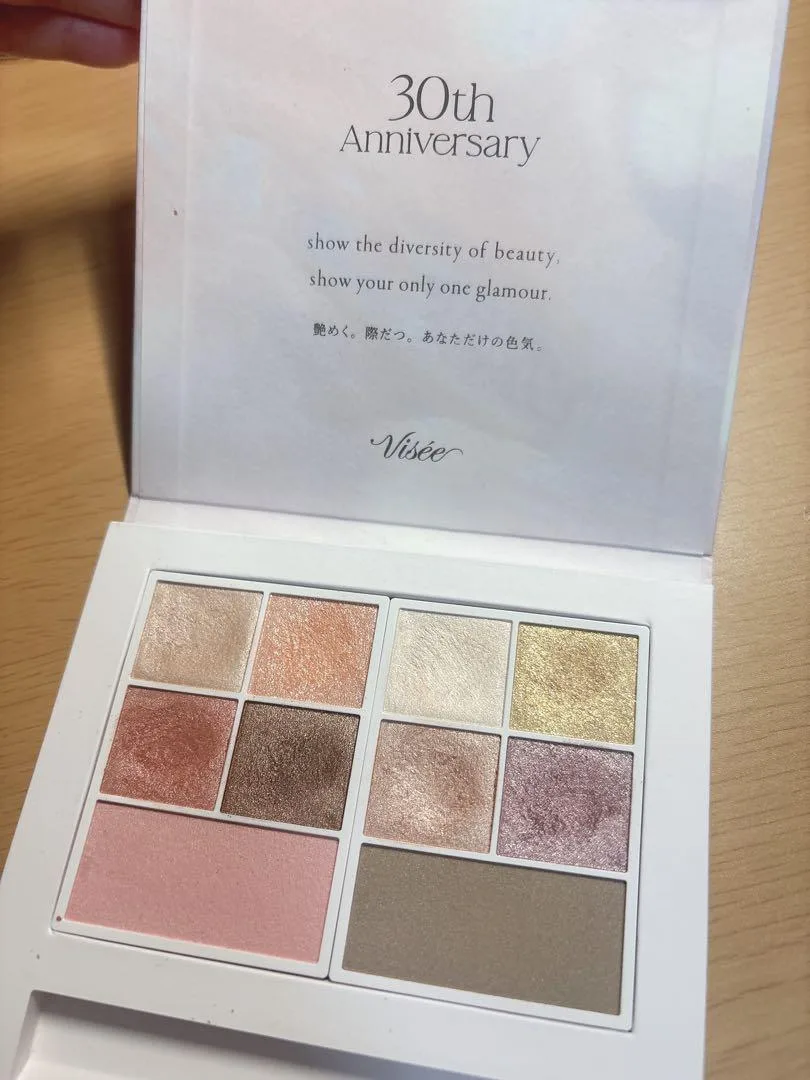 30th
Anniversary
show the diversity of beauty,
show your only one glamour.
艶めく。際だつ。あなただけの色気。
Visée